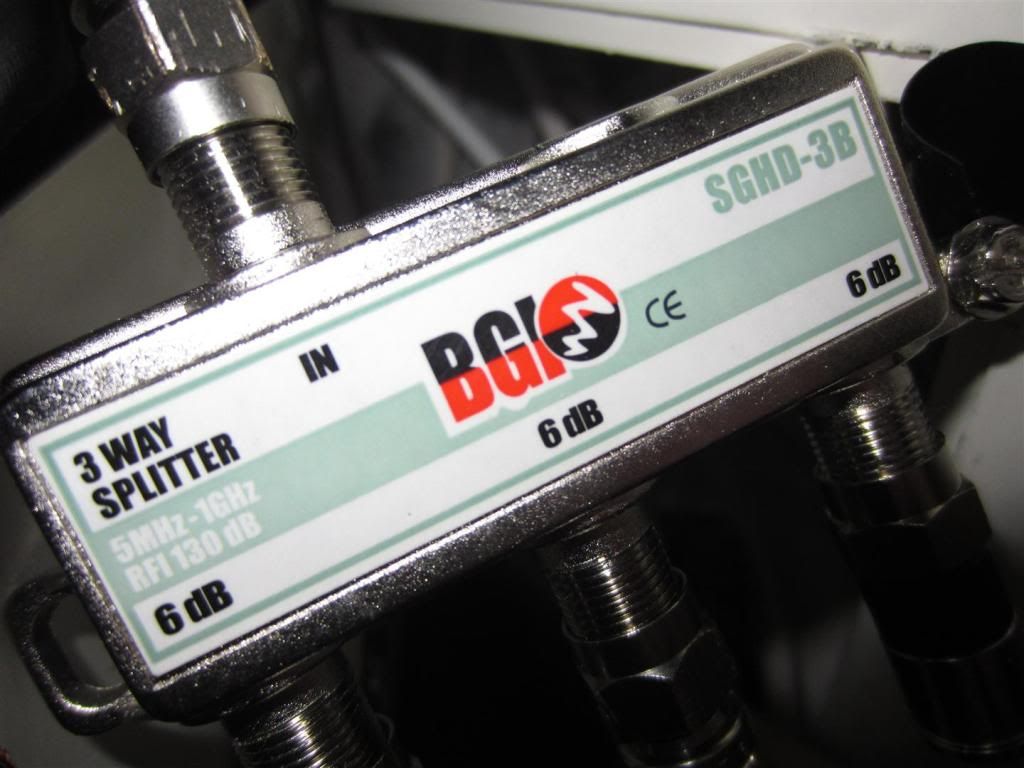 SGHD-3B
IN
BGI
CE
6 dB
3 WAY
SPLITTER
5MHz-1GHz
RFI 130 dB
6 dB
6 dB